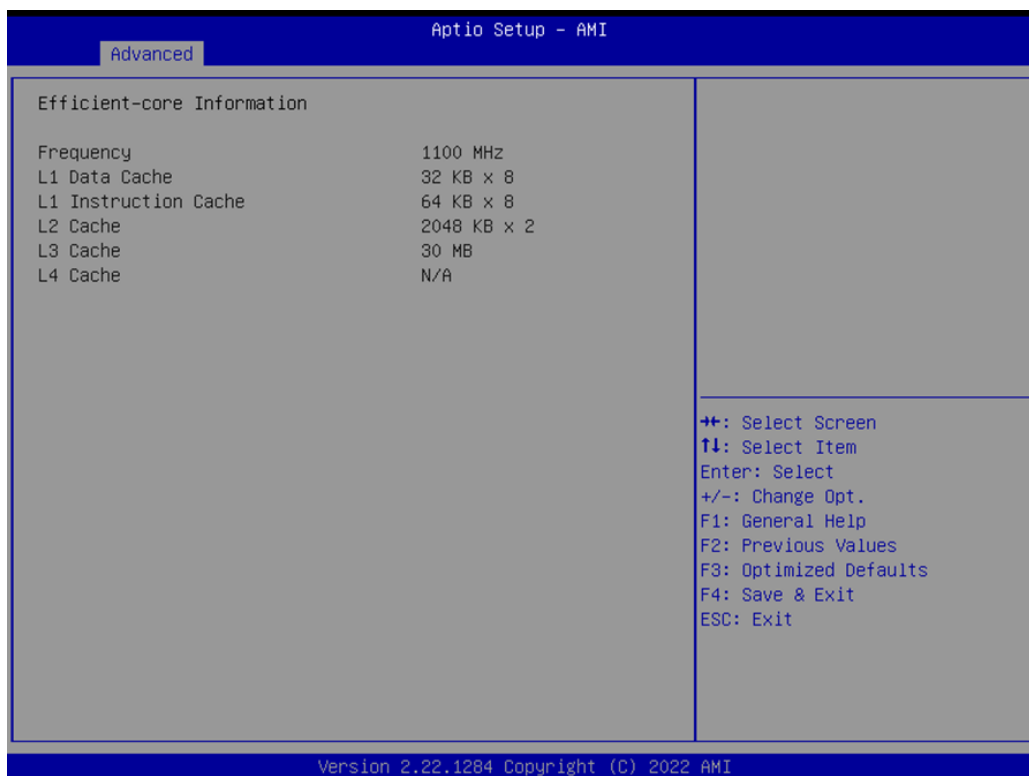 Aptio Setup - AMI
Advanced
Efficient-core Information
Frequency 1100 MHz
L1 Data Cache 32 KB x 8
L1 Instruction Cache 64 KB x 8
L2 Cache 2048 KB x 2
L3 Cache 30 MB
L4 Cache N/A
→←: Select Screen
↑↓: Select Item
Enter: Select
+/-: Change Opt.
F1: General Help
F2: Previous Values
F3: Optimized Defaults
F4: Save & Exit
ESC: Exit
Version 2.22.1284 Copyright (C) 2022 AMI